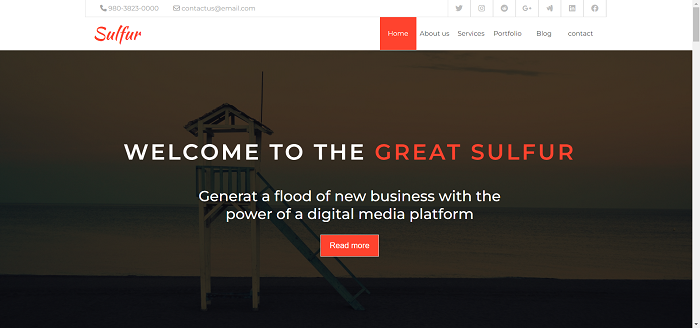 980-3823-0000 contactus@email.com
Sulfur Home About us Services Portfolio Blog contact
WELCOME TO THE GREAT SULFUR
Generat a flood of new business with the
power of a digital media platform
Read more